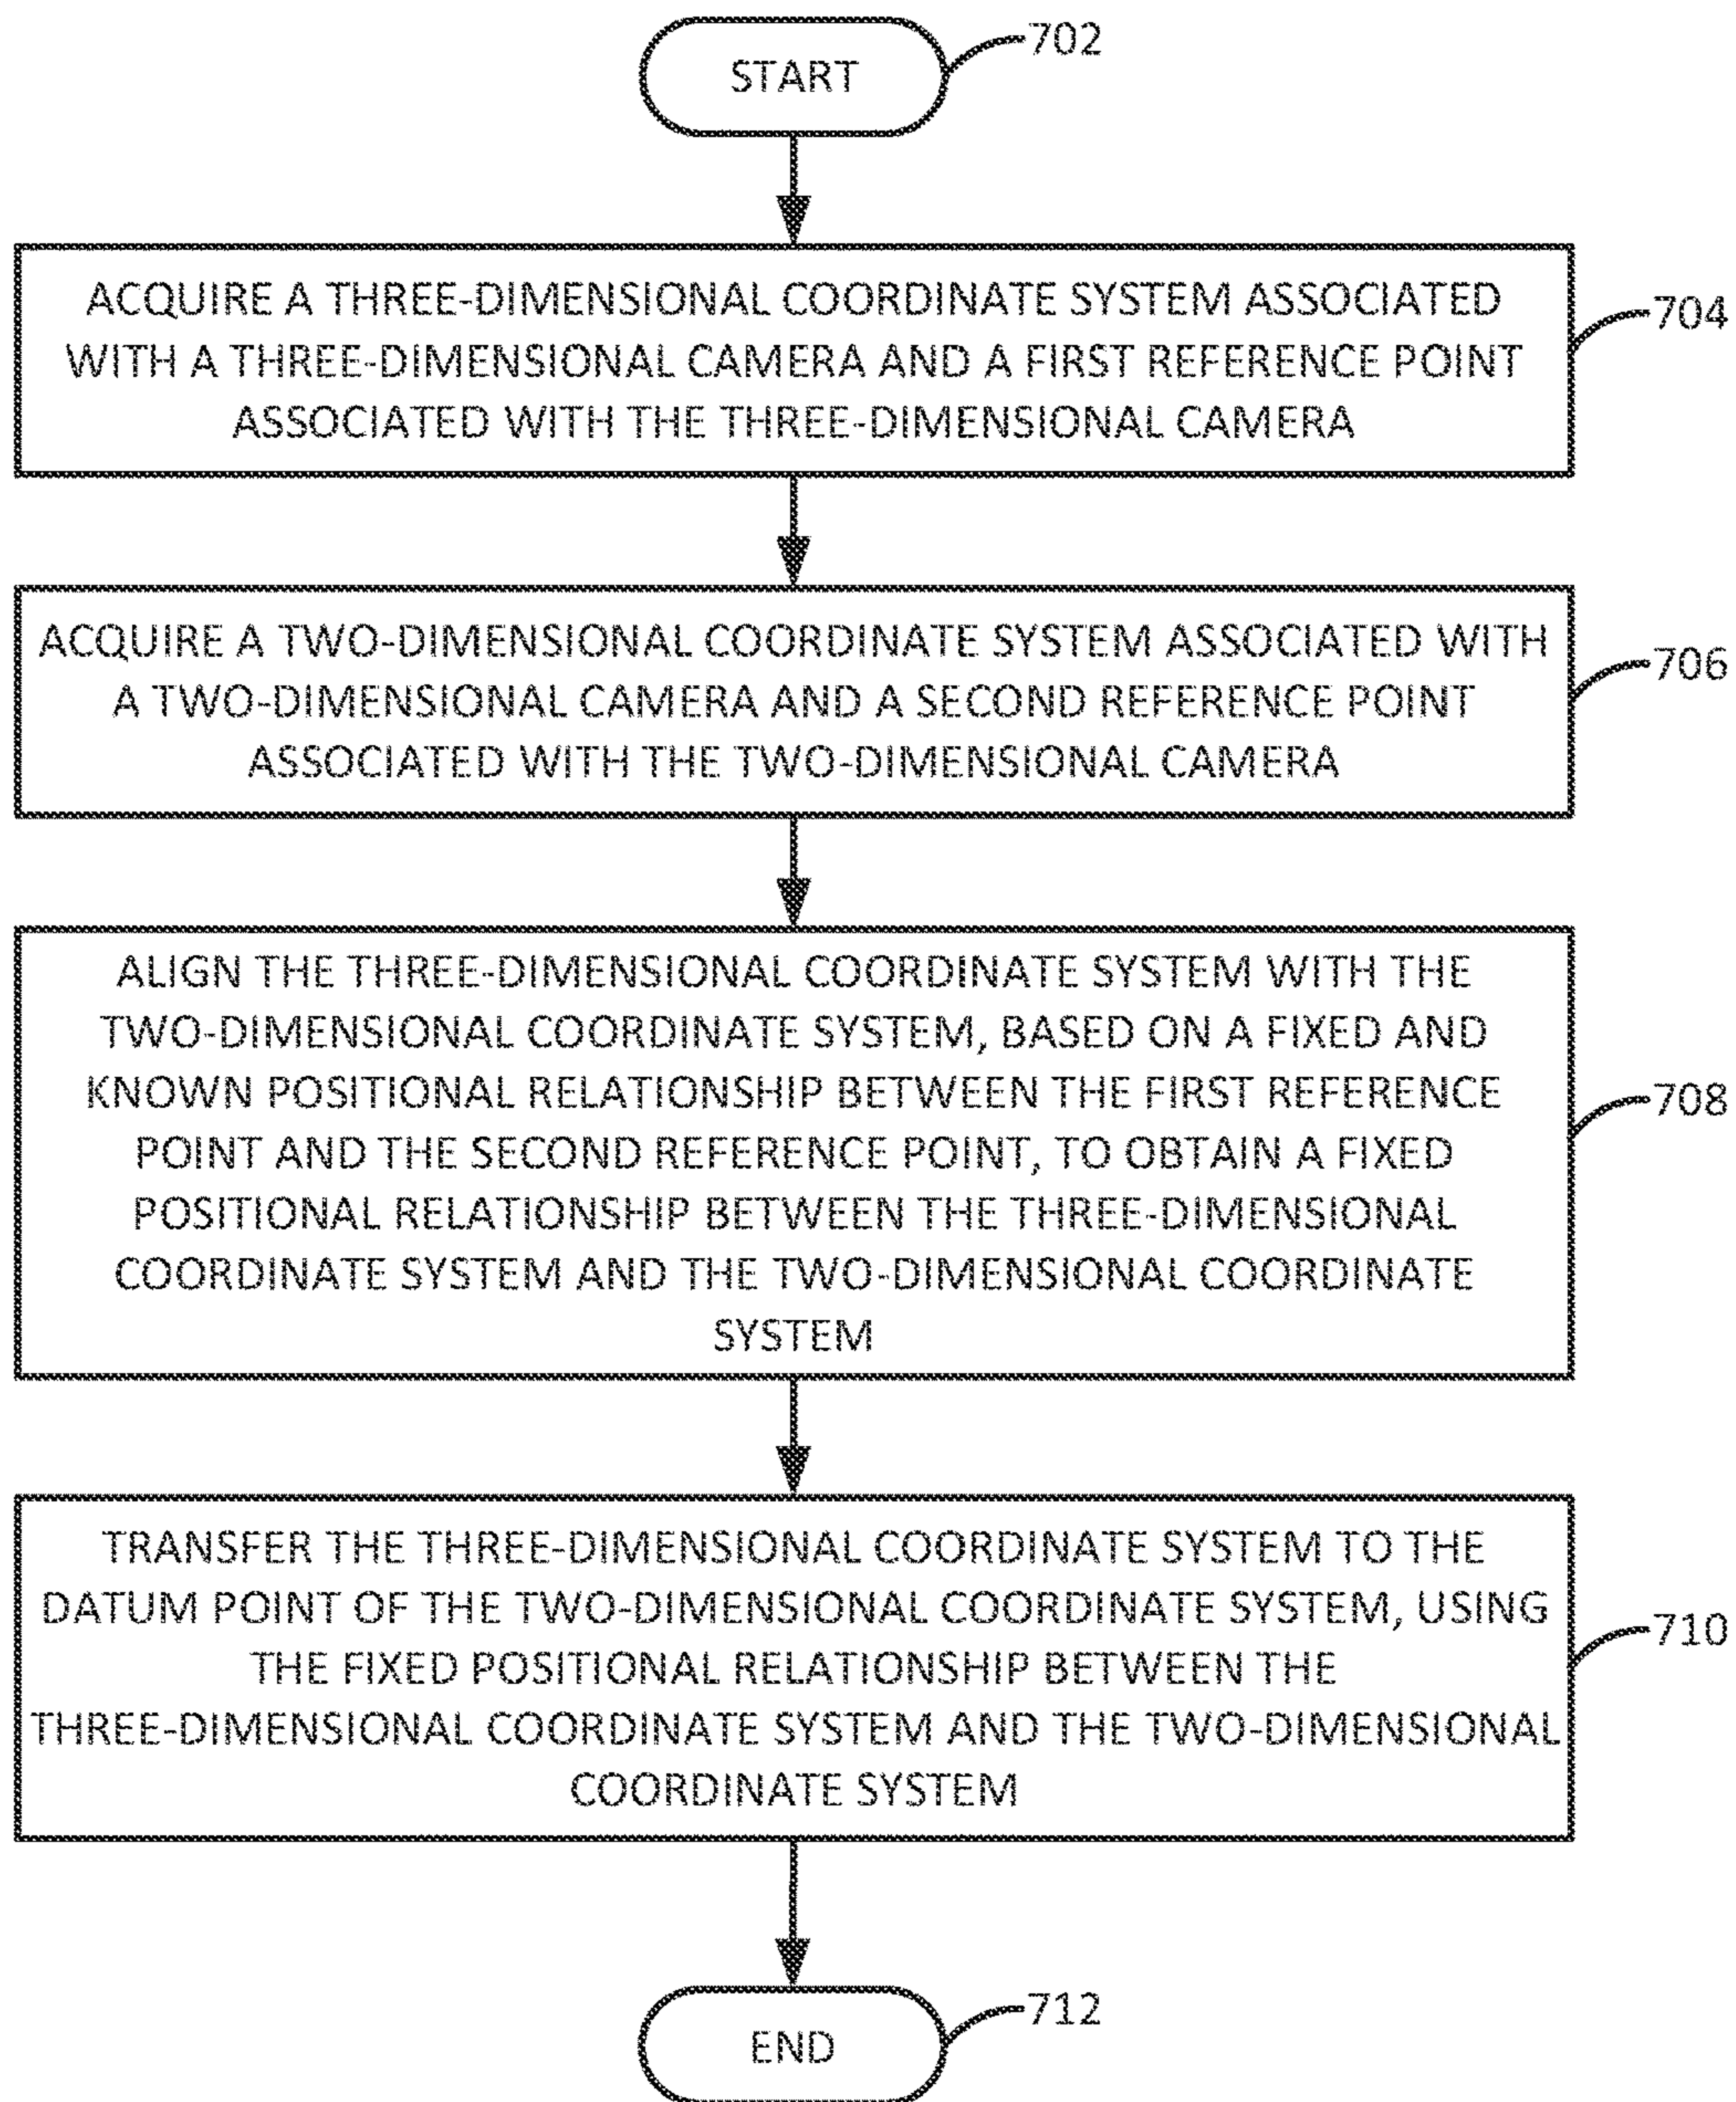 START
702
ACQUIRE A THREE-DIMENSIONAL COORDINATE SYSTEM ASSOCIATED
WITH A THREE-DIMENSIONAL CAMERA AND A FIRST REFERENCE POINT
ASSOCIATED WITH THE THREE-DIMENSIONAL CAMERA
704
ACQUIRE A TWO-DIMENSIONAL COORDINATE SYSTEM ASSOCIATED WITH
A TWO-DIMENSIONAL CAMERA AND A SECOND REFERENCE POINT
ASSOCIATED WITH THE TWO-DIMENSIONAL CAMERA
706
ALIGN THE THREE-DIMENSIONAL COORDINATE SYSTEM WITH THE
TWO-DIMENSIONAL COORDINATE SYSTEM, BASED ON A FIXED AND
KNOWN POSITIONAL RELATIONSHIP BETWEEN THE FIRST REFERENCE
POINT AND THE SECOND REFERENCE POINT, TO OBTAIN A FIXED
POSITIONAL RELATIONSHIP BETWEEN THE THREE-DIMENSIONAL
COORDINATE SYSTEM AND THE TWO-DIMENSIONAL COORDINATE
SYSTEM
708
TRANSFER THE THREE-DIMENSIONAL COORDINATE SYSTEM TO THE
DATUM POINT OF THE TWO-DIMENSIONAL COORDINATE SYSTEM, USING
THE FIXED POSITIONAL RELATIONSHIP BETWEEN THE
THREE-DIMENSIONAL COORDINATE SYSTEM AND THE TWO-DIMENSIONAL
COORDINATE SYSTEM
710
END
712